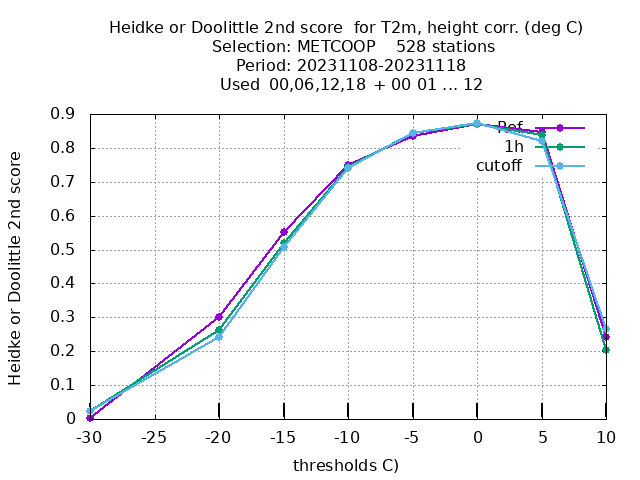 Heidke or Doolittle 2nd score  for T2m, height corr. (deg C)
Selection: METCOOP    528 stations
Period: 20231108-20231118
Used  00,06,12,18  + 00 01 ... 12
Heidke or Doolittle 2nd score
0.9
0.8
0.7
0.6
0.5
0.4
0.3
0.2
0.1
0
Ref
1h
cutoff
-30 -25 -20 -15 -10 -5 0 5 10
thresholds C)